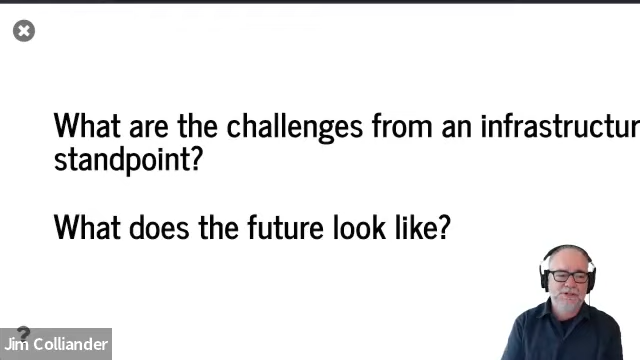 What are the challenges from an infrastructur
standpoint?
What does the future look like?
?
Jim Colliander